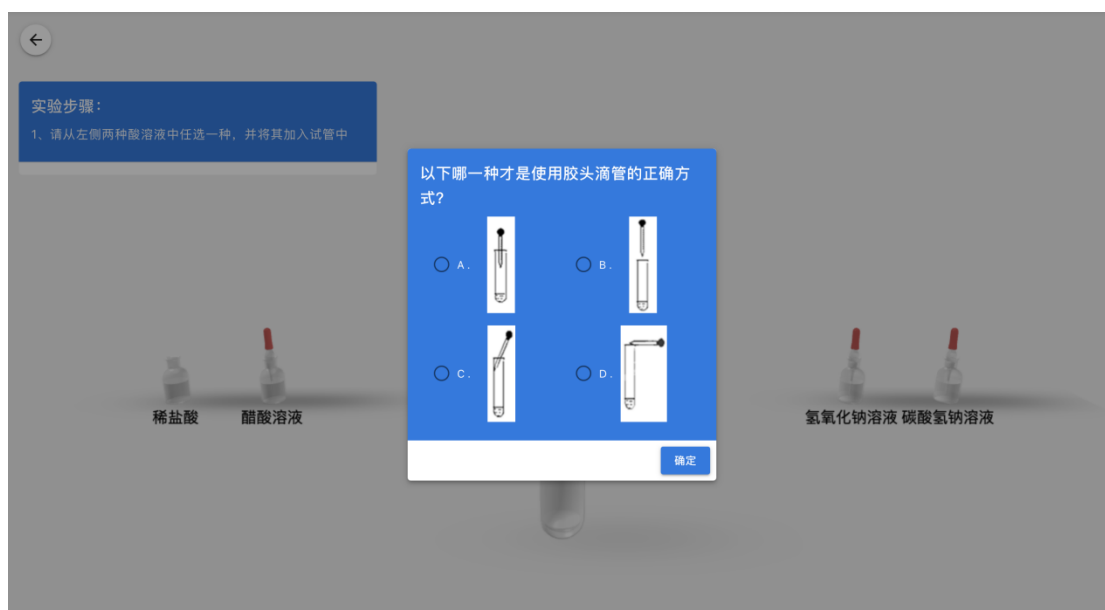 实验步骤：
1、请从左侧两种酸溶液中任选一种，并将其加入试管中
以下哪一种才是使用胶头滴管的正确方
式?
A.
B.
C.
D.
确定
稀盐酸
醋酸溶液
氢氧化钠溶液
碳酸氢钠溶液